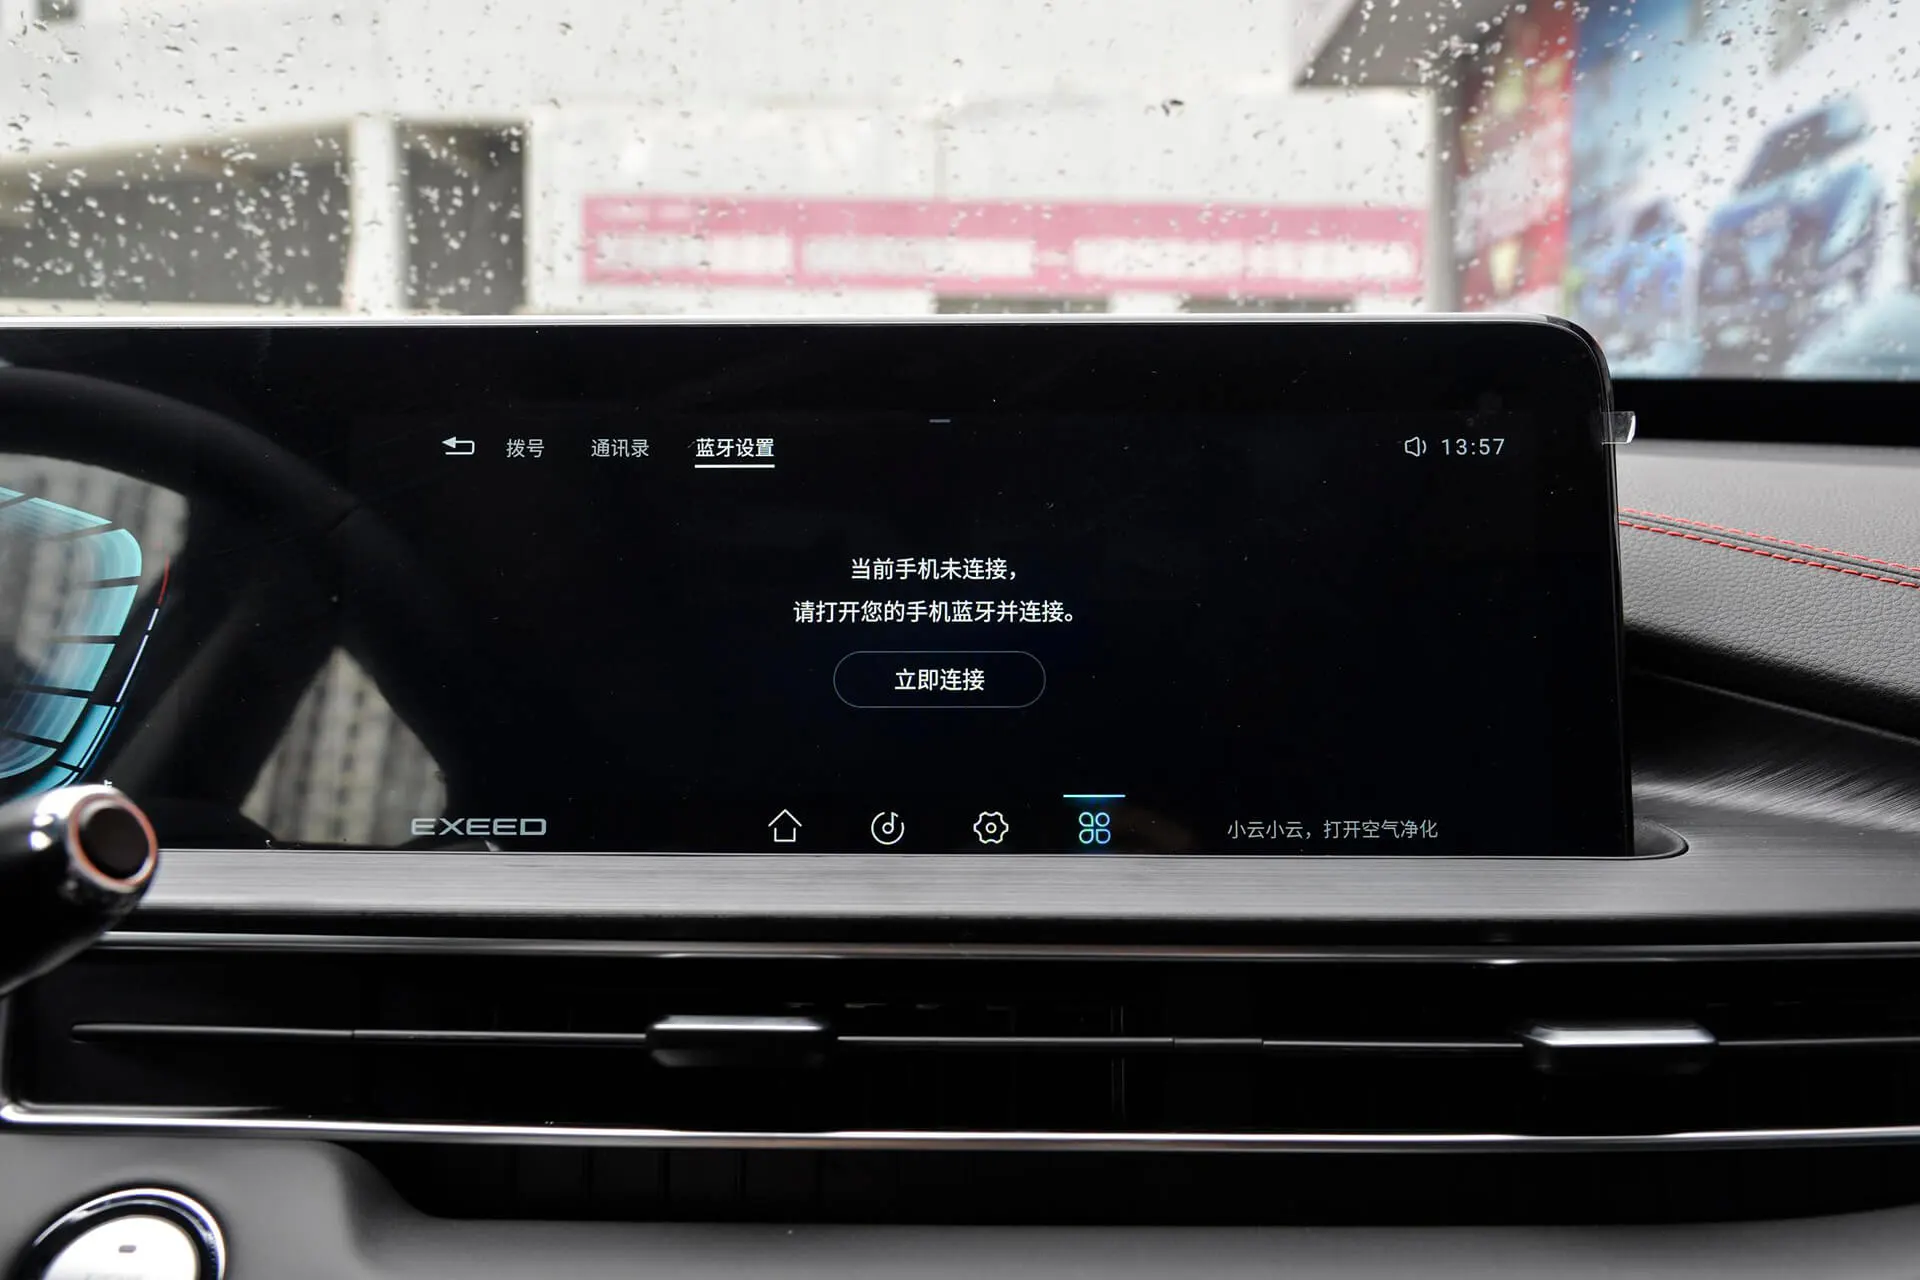 拨号 通讯录 蓝牙设置 13:57
当前手机未连接，
请打开您的手机蓝牙并连接。
立即连接
EXEED 小云小云，打开空气净化